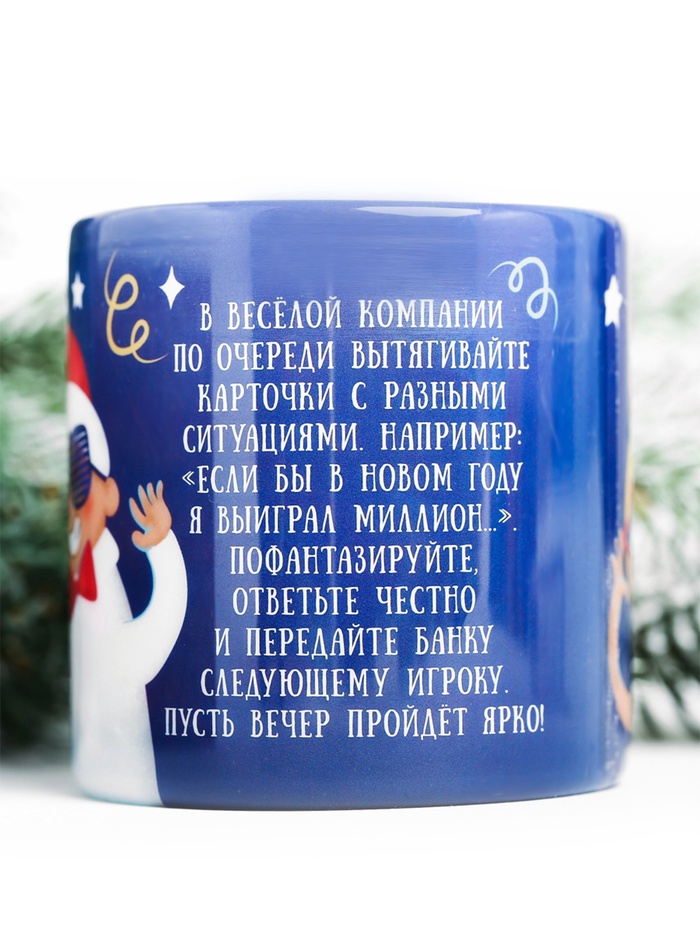 В ВЕСЁЛОЙ КОМПАНИИ
ПО ОЧЕРЕДИ ВЫТЯГИВАЙТЕ
КАРТОЧКИ С РАЗНЫМИ
СИТУАЦИЯМИ. НАПРИМЕР:
«ЕСЛИ БЫ В НОВОМ ГОДУ
Я ВЫИГРАЛ МИЛЛИОН...».
ПОФАНТАЗИРУЙТЕ,
ОТВЕТЬТЕ ЧЕСТНО
И ПЕРЕДАЙТЕ БАНКУ
СЛЕДУЮЩЕМУ ИГРОКУ.
ПУСТЬ ВЕЧЕР ПРОЙДЁТ ЯРКО!